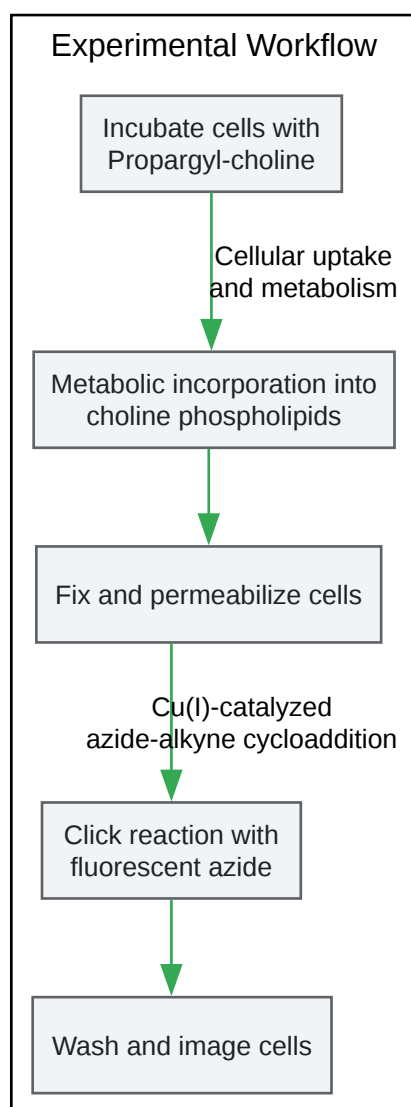 Experimental Workflow
Incubate cells with
Propargyl-choline
Cellular uptake
and metabolism
Metabolic incorporation into
choline phospholipids
Fix and permeabilize cells
Cu(I)-catalyzed
azide-alkyne cycloaddition
Click reaction with
fluorescent azide
Wash and image cells